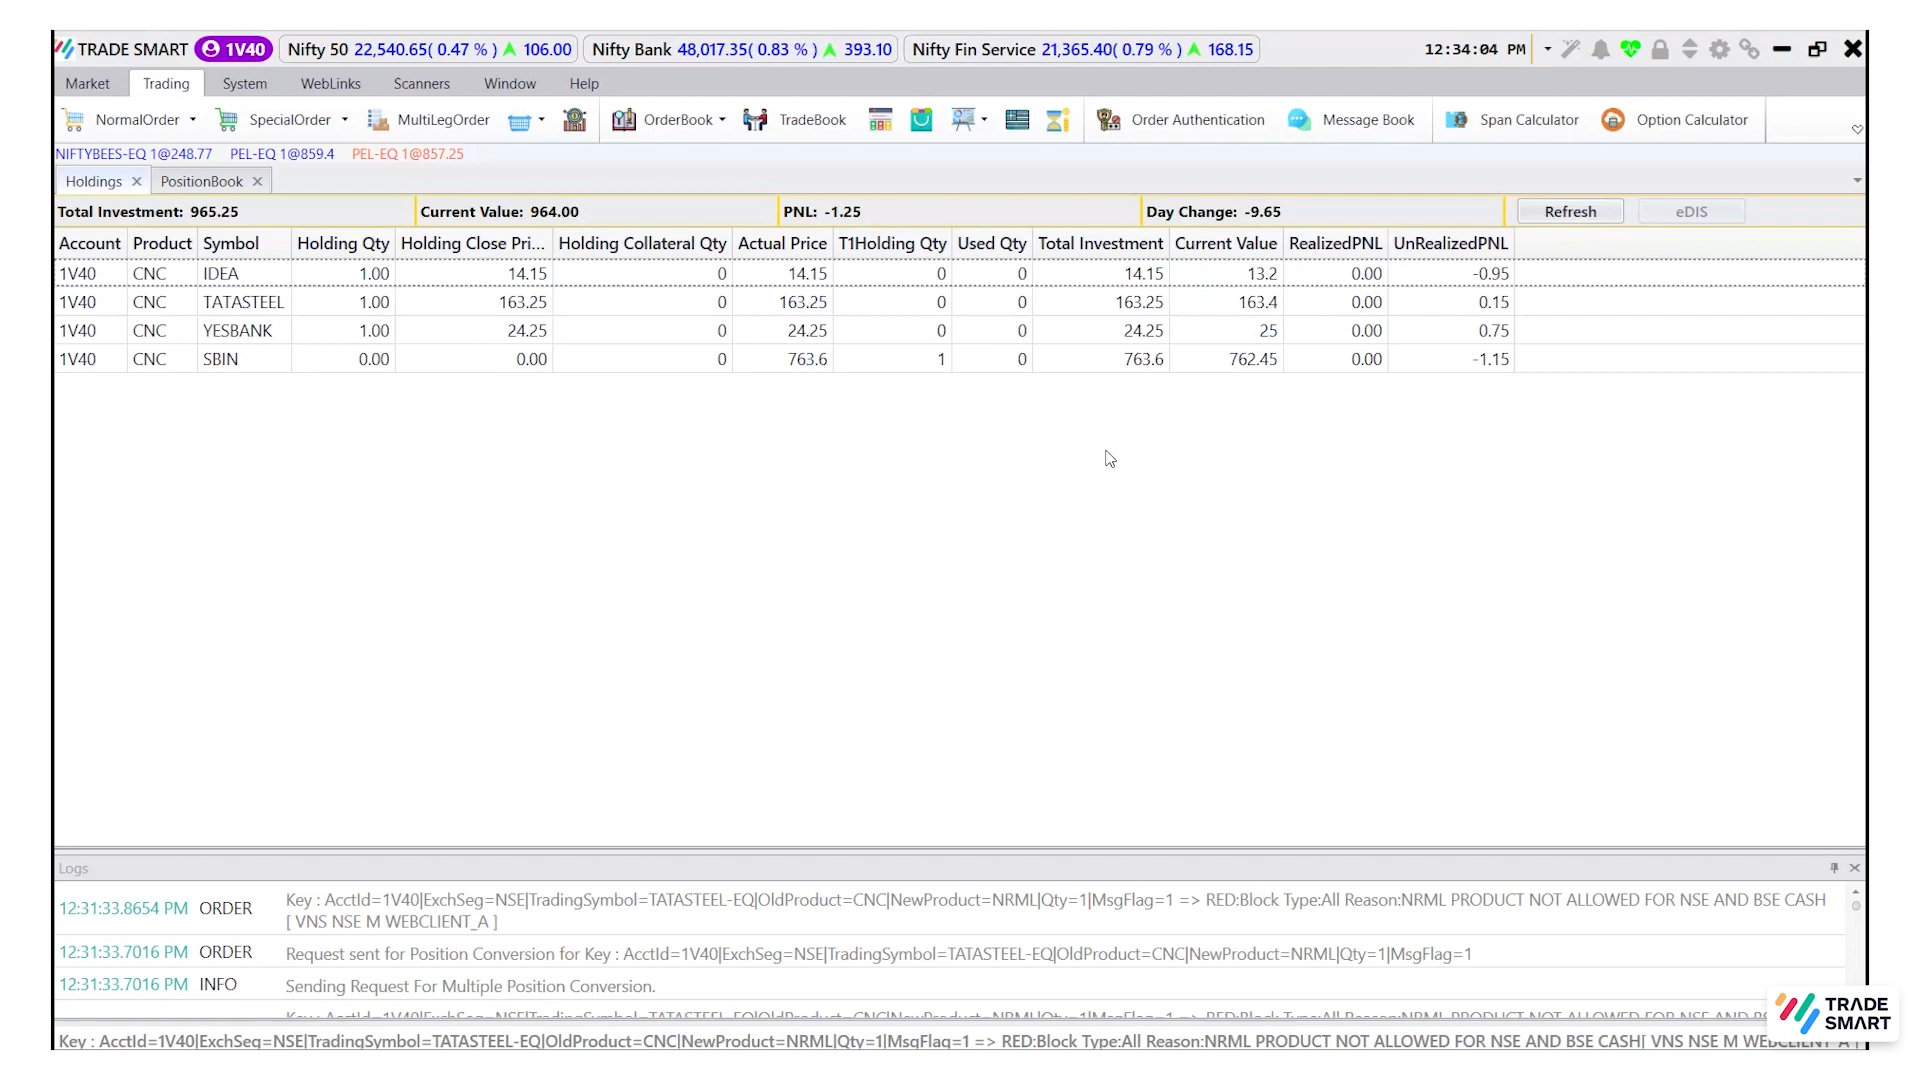 TRADE SMART 1V40 Nifty 50 22,540.65( 0.47 % ) 106.00 Nifty Bank 48,017.35( 0.83 % ) 393.10 Nifty Fin Service 21,365.40( 0.79 % ) 168.15 12:34:04 PM
Market Trading System WebLinks Scanners Window Help
NormalOrder SpecialOrder MultiLegOrder OrderBook TradeBook Order Authentication Message Book Span Calculator Option Calculator
NIFTYBEES-EQ 1@248.77 PEL-EQ 1@859.4 PEL-EQ 1@857.25
Holdings PositionBook
Total Investment: 965.25 Current Value: 964.00 PNL: -1.25 Day Change: -9.65 Refresh eDIS
Account Product Symbol Holding Qty Holding Close Pri... Holding Collateral Qty Actual Price T1Holding Qty Used Qty Total Investment Current Value RealizedPNL UnRealizedPNL
1V40 CNC IDEA 1.00 14.15 0 14.15 0 0 14.15 13.2 0.00 -0.95
1V40 CNC TATASTEEL 1.00 163.25 0 163.25 0 0 163.25 163.4 0.00 0.15
1V40 CNC YESBANK 1.00 24.25 0 24.25 0 0 24.25 25 0.00 0.75
1V40 CNC SBIN 0.00 0.00 0 763.6 1 0 763.6 762.45 0.00 -1.15
Logs
12:31:33.8654 PM ORDER Key : AcctId=1V40|ExchSeg=NSE|TradingSymbol=TATASTEEL-EQ|OldProduct=CNC|NewProduct=NRML|Qty=1|MsgFlag=1 => RED:Block Type:All Reason:NRML PRODUCT NOT ALLOWED FOR NSE AND BSE CASH
[ VNS NSE M WEBCLIENT_A ]
12:31:33.7016 PM ORDER Request sent for Position Conversion for Key : AcctId=1V40|ExchSeg=NSE|TradingSymbol=TATASTEEL-EQ|OldProduct=CNC|NewProduct=NRML|Qty=1|MsgFlag=1
12:31:33.7016 PM INFO Sending Request For Multiple Position Conversion.
Key : AcctId=1V40|ExchSeg=NSE|TradingSymbol=TATASTEEL-EQ|OldProduct=CNC|NewProduct=NRML|Qty=1|MsgFlag=1 => RED:Block Type:All Reason:NRML PRODUCT NOT ALLOWED FOR NSE AND BSE CASH[ VNS NSE M WEBCLIENT_A ]
TRADE
SMART